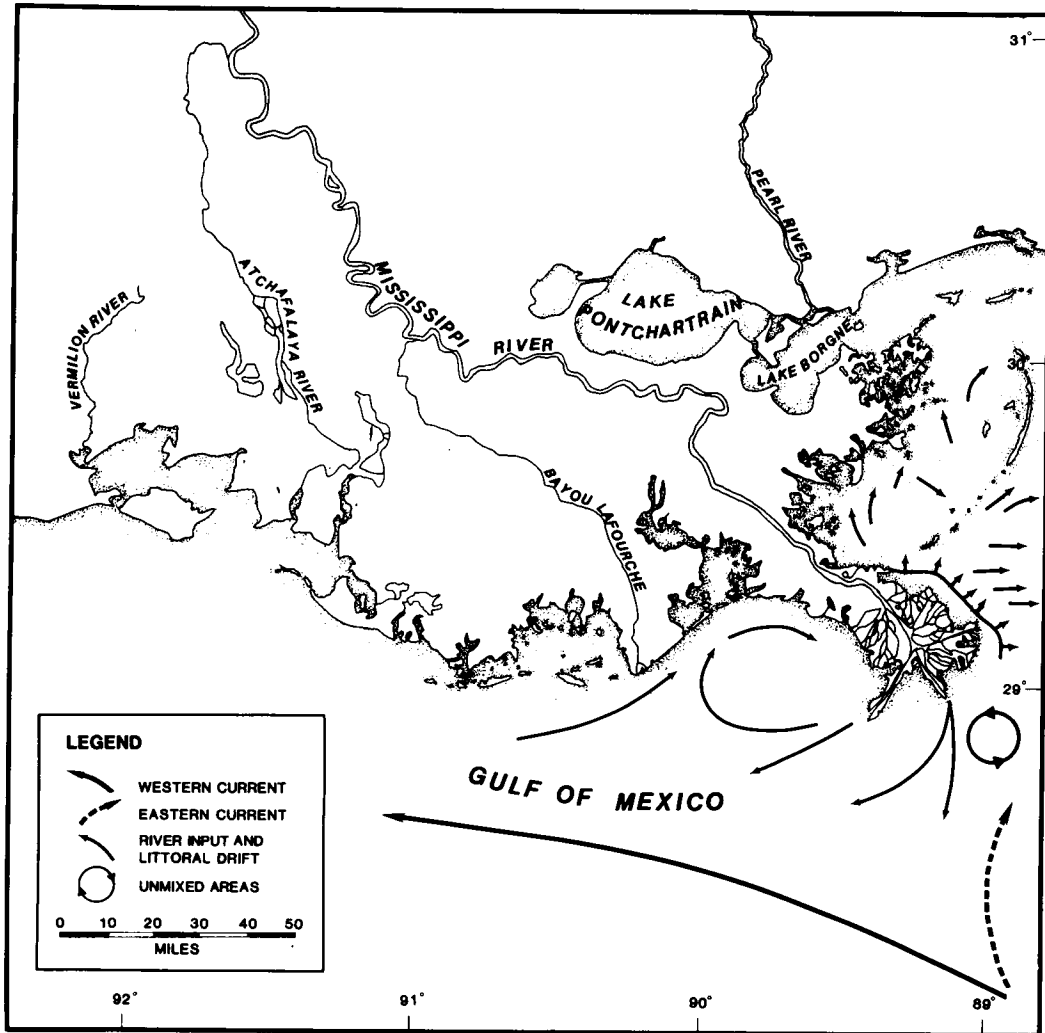 31°
PEARL RIVER
ATCHAFALAYA RIVER
MISSISSIPPI
RIVER
LAKE
PONTCHARTRAIN
VERMILION RIVER
LAKE BORGNE
30°
BAYOU LAFOURCHE
29°
GULF OF MEXICO
LEGEND
WESTERN CURRENT
EASTERN CURRENT
RIVER INPUT AND
LITTORAL DRIFT
UNMIXED AREAS
0 10 20 30 40 50
MILES
92° 91° 90° 89°